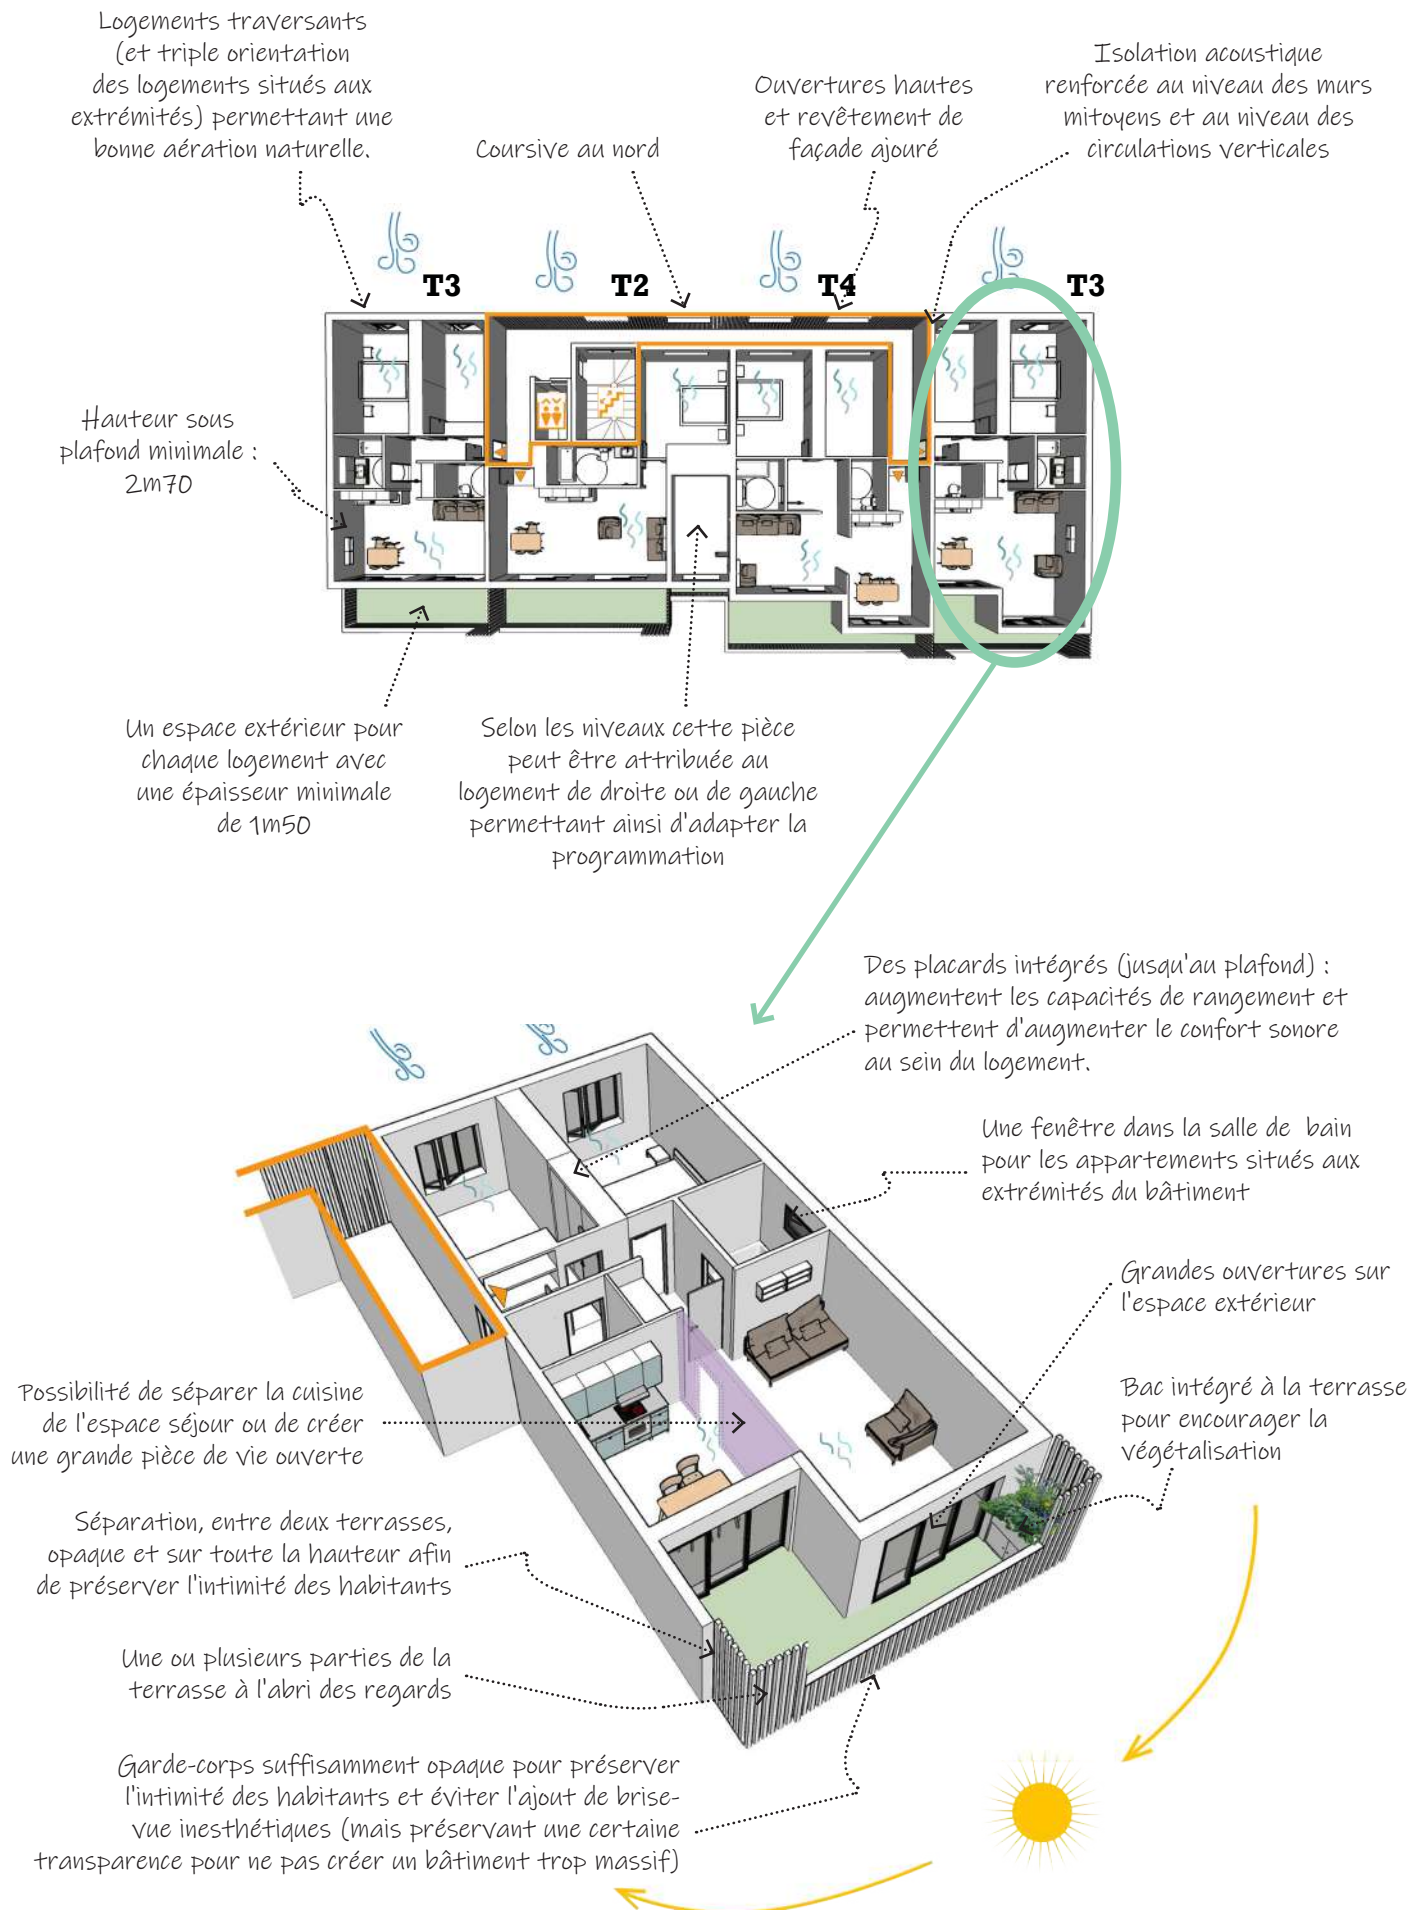 Logements traversants
(et triple orientation
des logements situés aux
extrémités) permettant une
bonne aération naturelle.
Coursive au nord
Ouvertures hautes
et revêtement de
façade ajouré
Isolation acoustique
renforcée au niveau des murs
mitoyens et au niveau des
circulations verticales
T3
T2
T4
T3
Hauteur sous
plafond minimale :
2m70
Un espace extérieur pour
chaque logement avec
une épaisseur minimale
de 1m50
Selon les niveaux cette pièce
peut être attribuée au
logement de droite ou de gauche
permettant ainsi d'adapter la
programmation
Des placards intégrés (jusqu'au plafond) :
augmentent les capacités de rangement et
permettent d'augmenter le confort sonore
au sein du logement.
Une fenêtre dans la salle de bain
pour les appartements situés aux
extrémités du bâtiment
Grandes ouvertures sur
l'espace extérieur
Bac intégré à la terrasse
pour encourager la
végétalisation
Possibilité de séparer la cuisine
de l'espace séjour ou de créer
une grande pièce de vie ouverte
Séparation, entre deux terrasses,
opaque et sur toute la hauteur afin
de préserver l'intimité des habitants
Une ou plusieurs parties de la
terrasse à l'abri des regards
Garde-corps suffisamment opaque pour préserver
l'intimité des habitants et éviter l'ajout de brise-
vue inesthétiques (mais préservant une certaine
transparence pour ne pas créer un bâtiment trop massif)